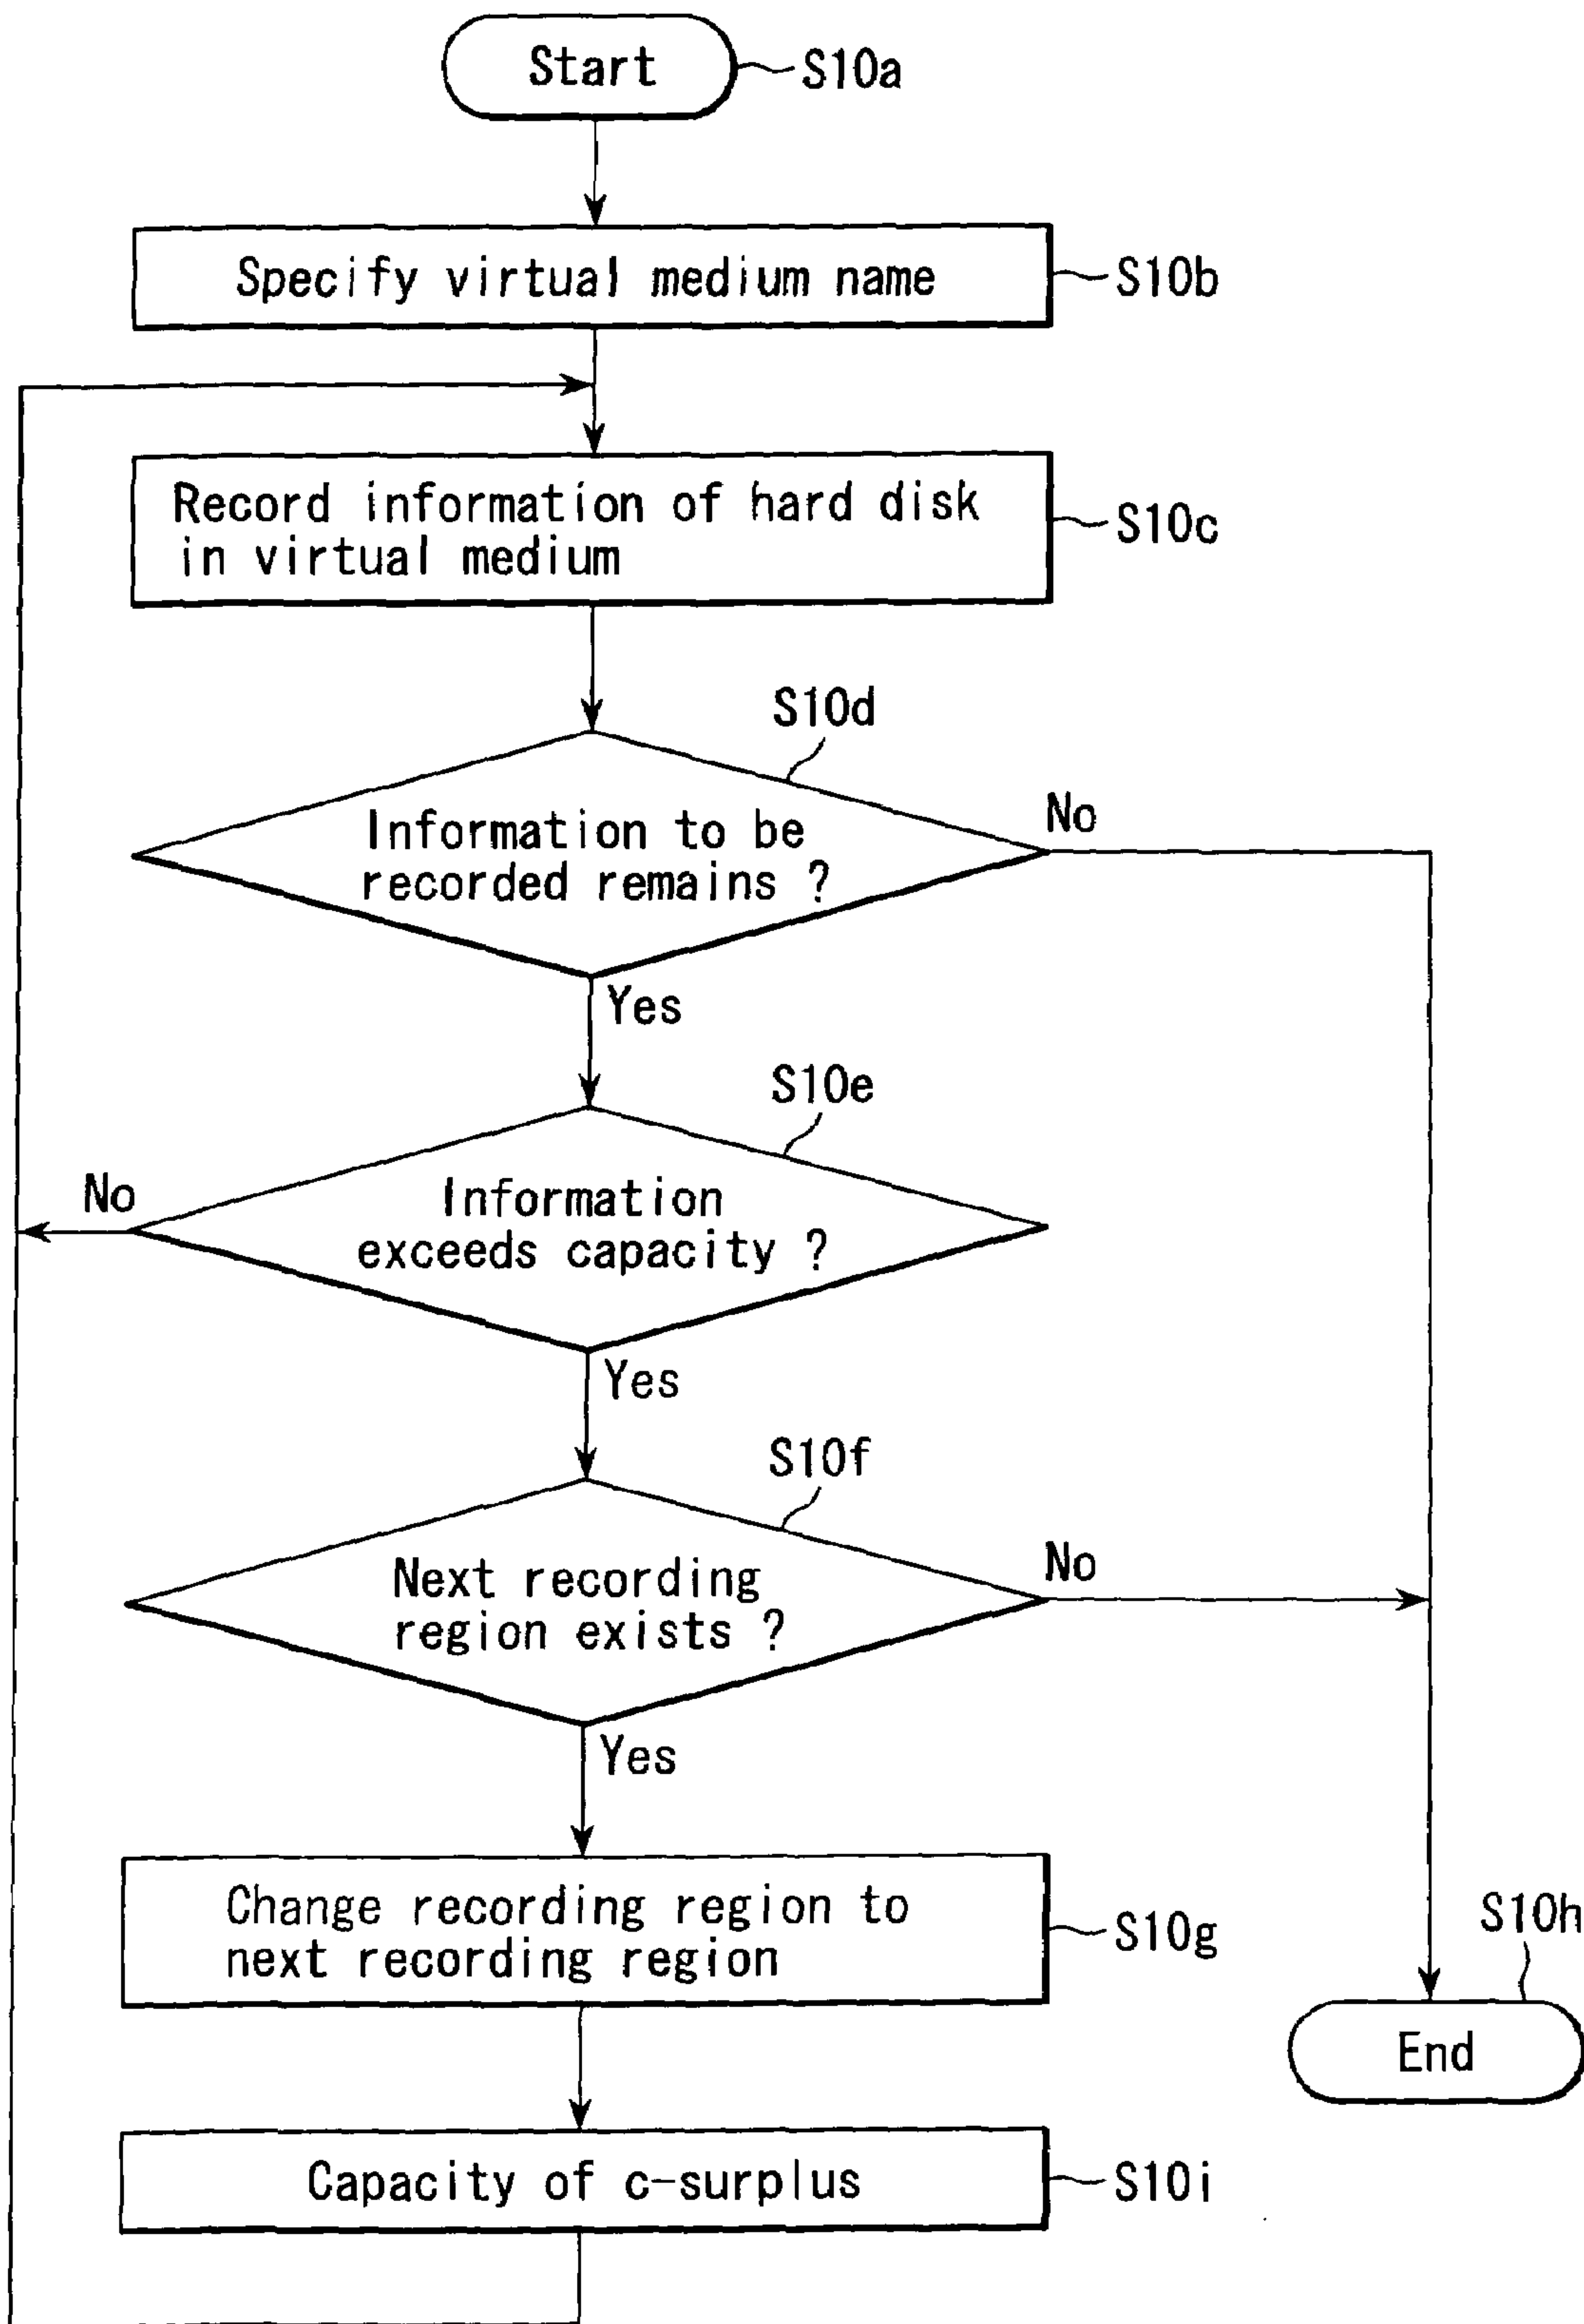 Start
S10a
Specify virtual medium name
S10b
Record information of hard disk
in virtual medium
S10c
S10d
Information to be
recorded remains ?
No
Yes
S10e
Information
exceeds capacity ?
No
Yes
S10f
Next recording
region exists ?
No
Yes
Change recording region to
next recording region
S10g
S10h
End
Capacity of c-surplus
S10i